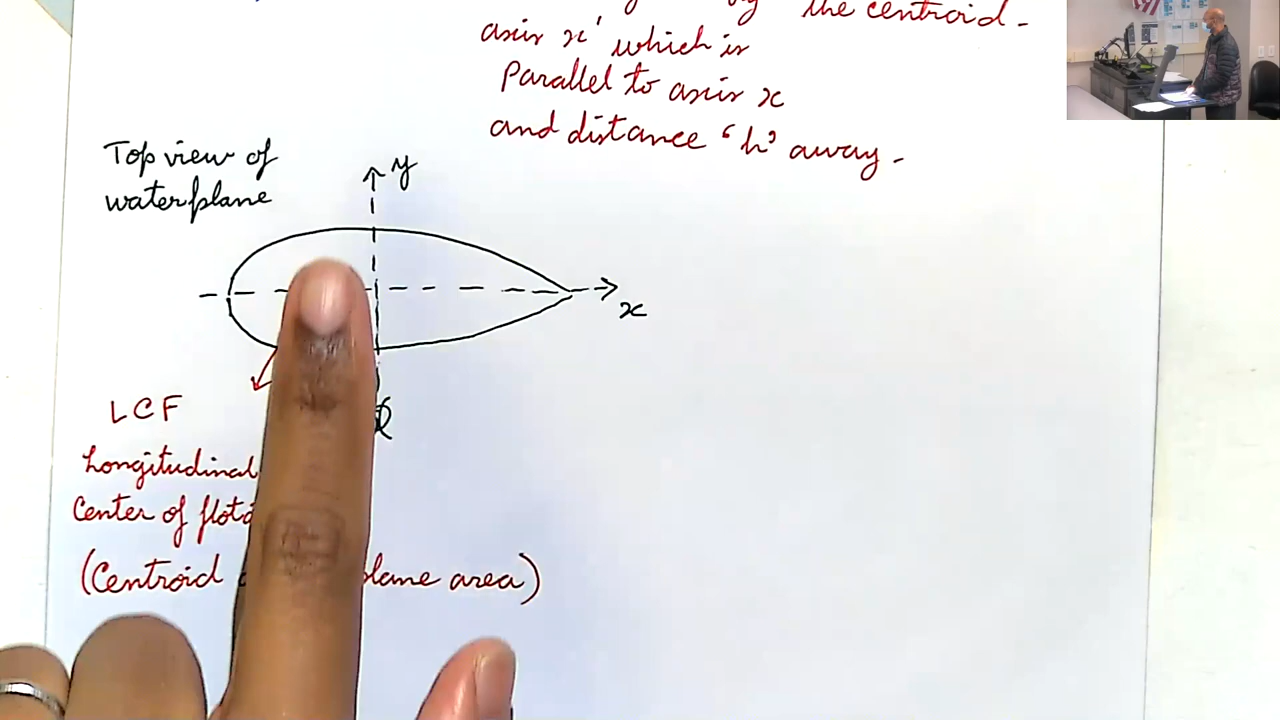 the centroid -
axis x' which is
Parallel to axis x
and distance 'h' away.
Top view of
waterplane
y
x
LCF
Longitudinal
Center of
(Centroid plane area)